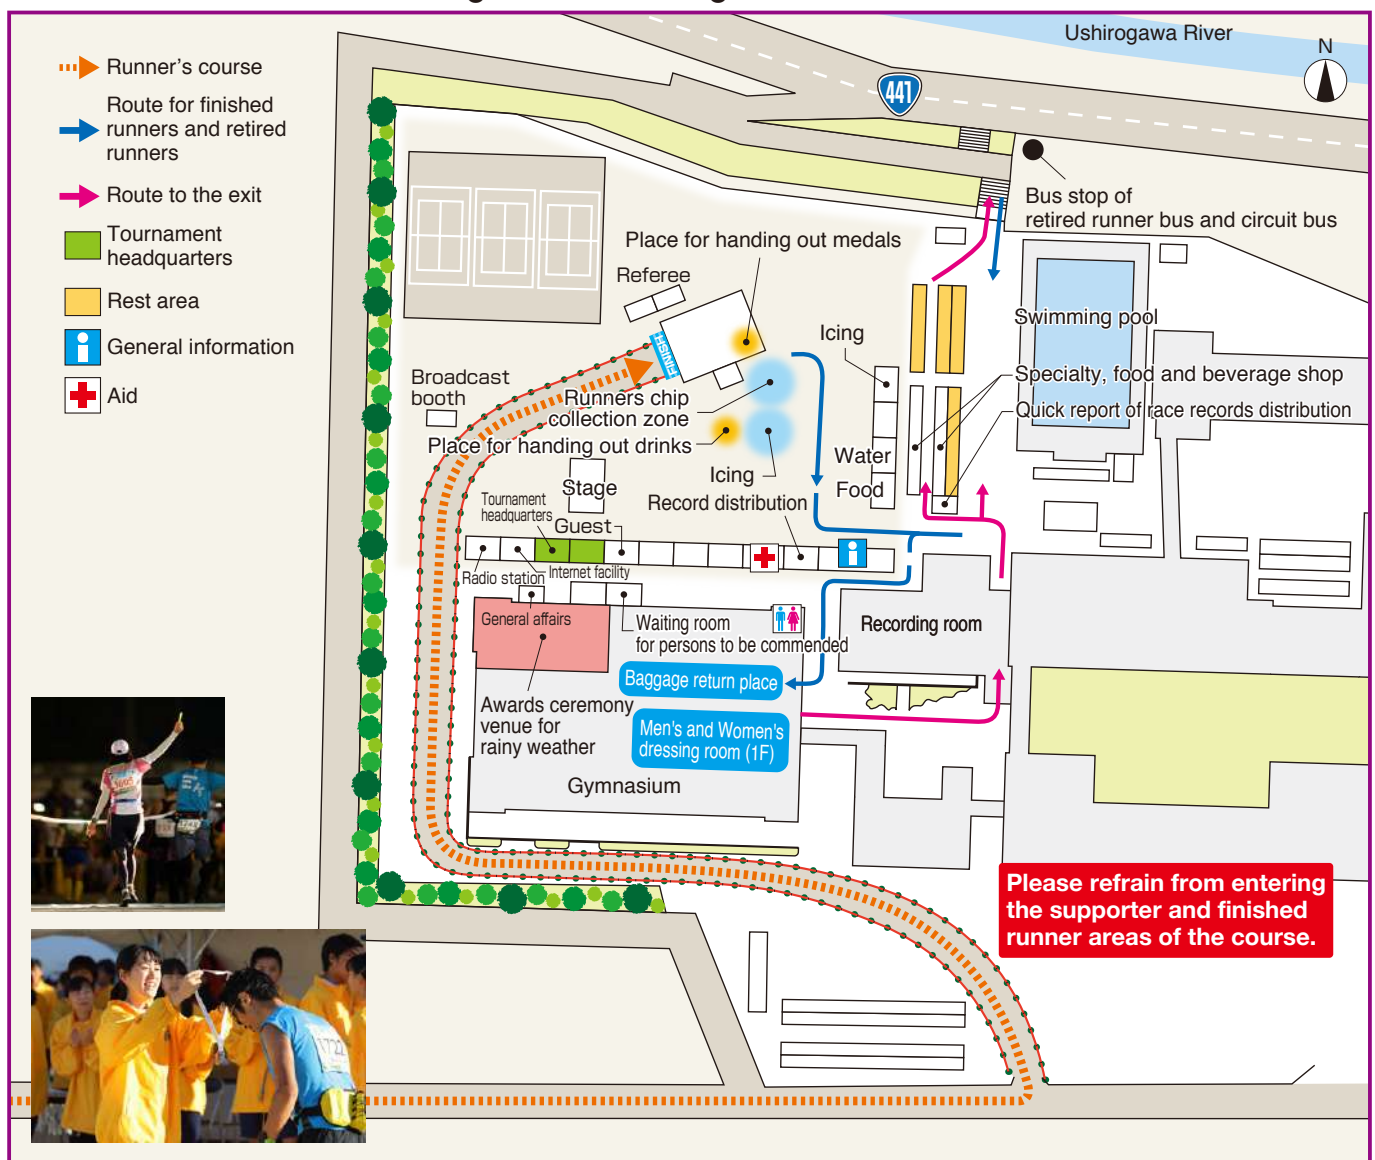 Ushirogawa River
N
441
Runner's course
Route for finished
runners and retired
runners
Route to the exit
Tournament
headquarters
Rest area
General information
Aid
Bus stop of
retired runner bus and circuit bus
Place for handing out medals
Referee
FINISH
Icing
Swimming pool
Broadcast
booth
Runners chip
collection zone
Specialty, food and beverage shop
Quick report of race records distribution
Place for handing out drinks
Water
Food
Icing
Stage
Record distribution
Tournament
headquarters
Guest
Radio station
Internet facility
General affairs
Waiting room
for persons to be commended
Recording room
Baggage return place
Awards ceremony
venue for
rainy weather
Men's and Women's
dressing room (1F)
Gymnasium
Please refrain from entering
the supporter and finished
runner areas of the course.
1722